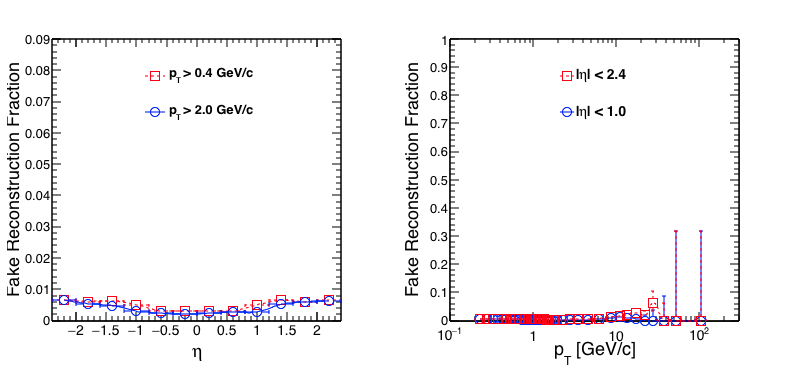 Fake Reconstruction Fraction
0.09
0.08
0.07
0.06
0.05
0.04
0.03
0.02
0.01
0
p_T > 0.4 GeV/c
p_T > 2.0 GeV/c
−2 −1.5 −1 −0.5 0 0.5 1 1.5 2
η
Fake Reconstruction Fraction
1
0.9
0.8
0.7
0.6
0.5
0.4
0.3
0.2
0.1
0
|η| < 2.4
|η| < 1.0
10⁻¹ 1 10 10²
p_T [GeV/c]